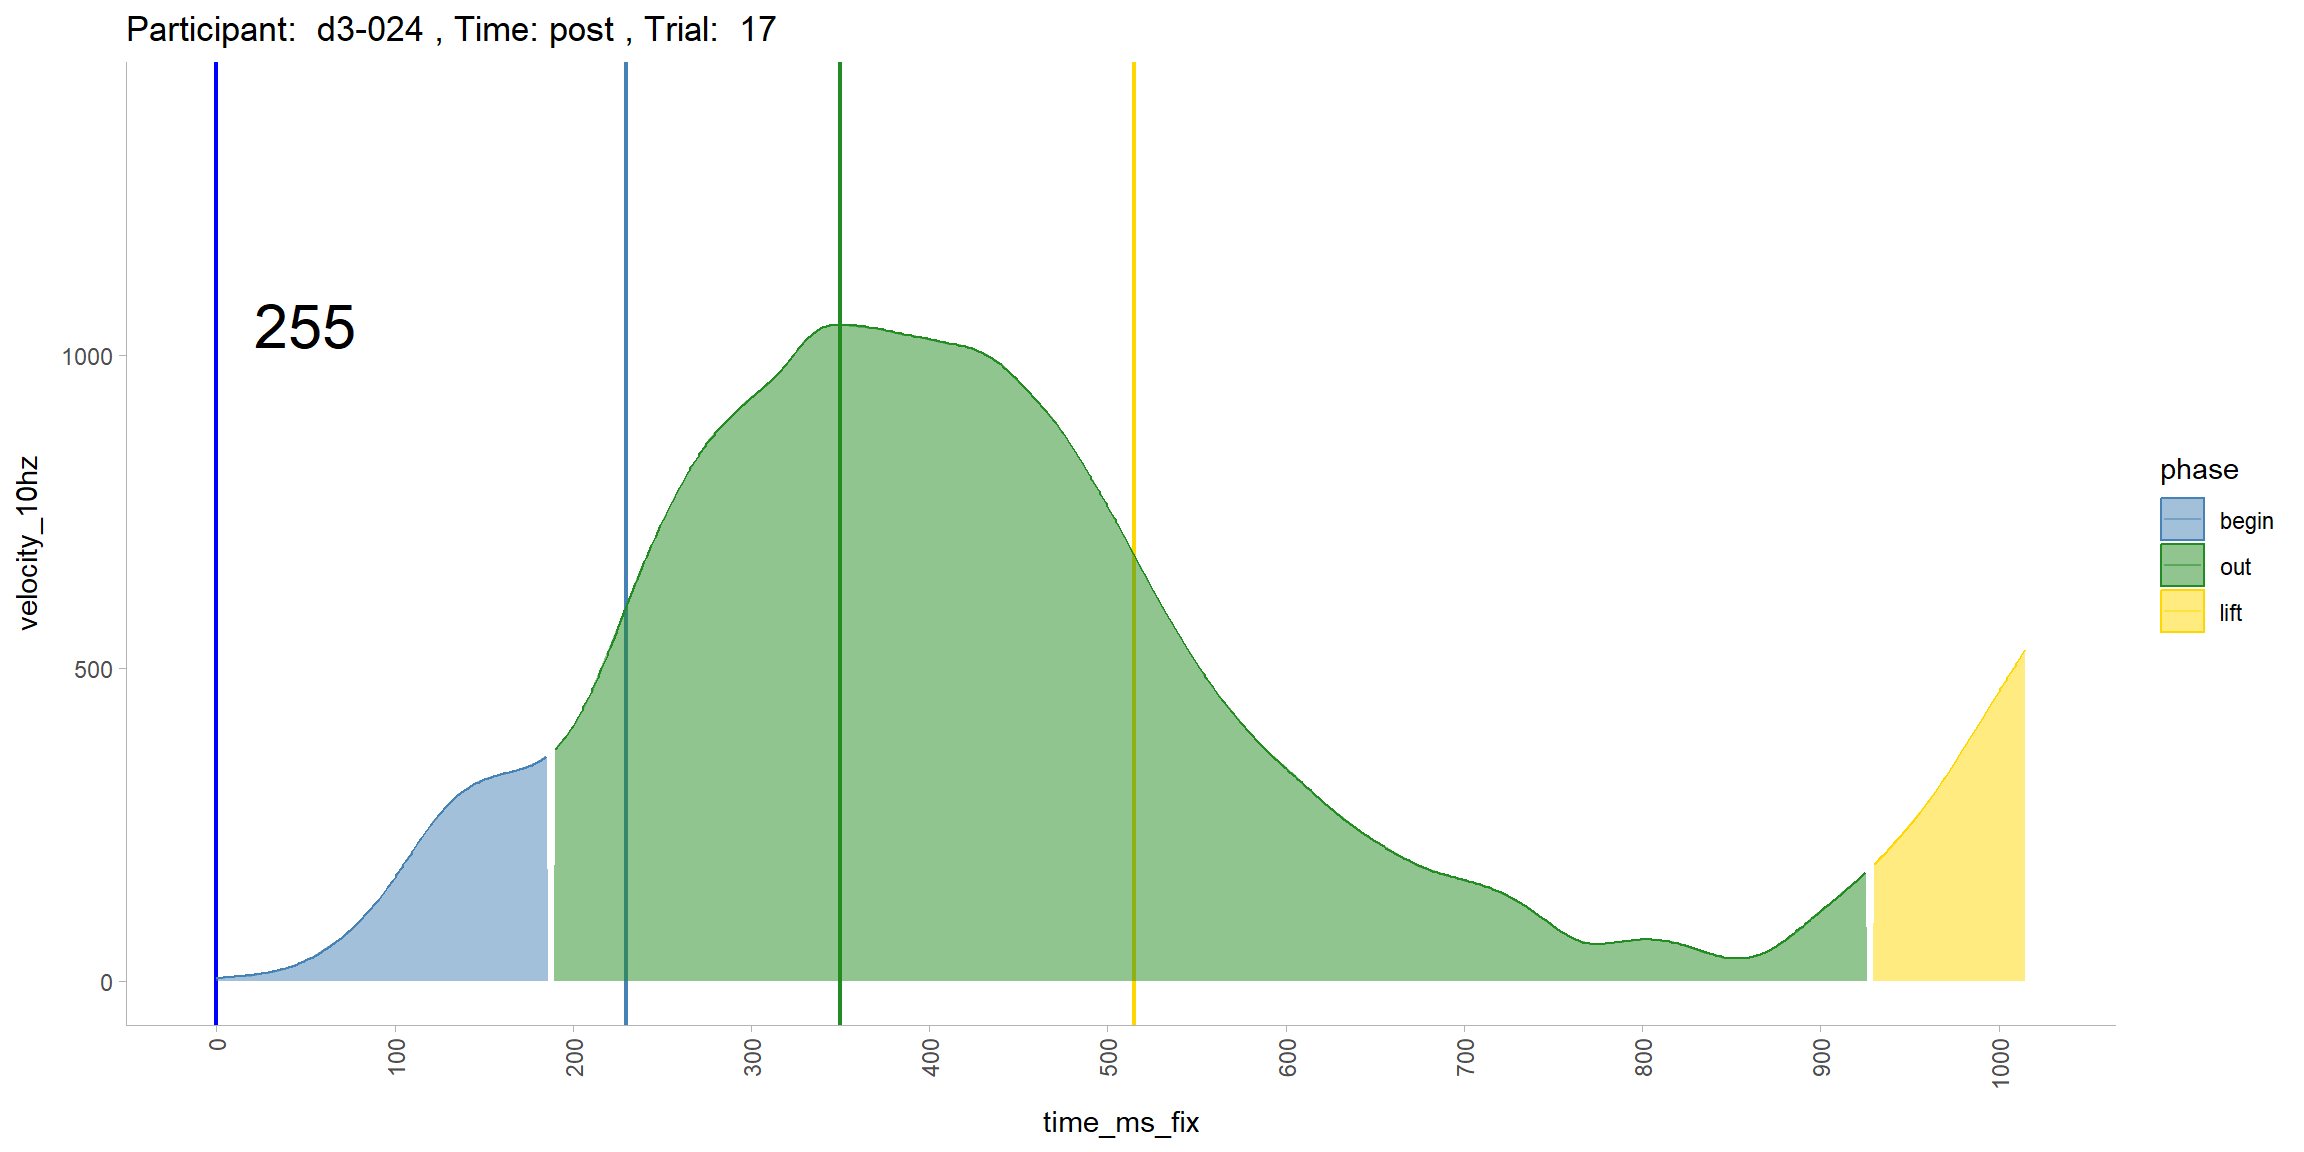 Participant:  d3-024 , Time: post , Trial:  17
255
velocity_10hz
1000
500
0
0
100
200
300
400
500
600
700
800
900
1000
time_ms_fix
phase
begin
out
lift